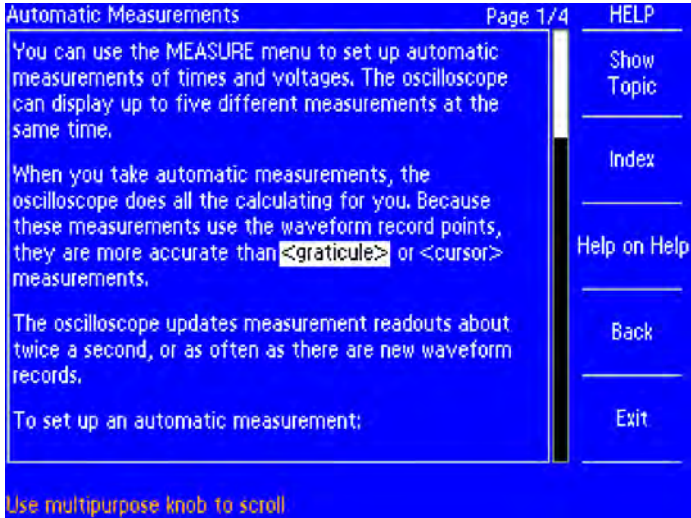 Automatic Measurements Page 1/4 HELP
You can use the MEASURE menu to set up automatic
measurements of times and voltages. The oscilloscope
can display up to five different measurements at the
same time.
When you take automatic measurements, the
oscilloscope does all the calculating for you. Because
these measurements use the waveform record points,
they are more accurate than <graticule> or <cursor>
measurements.
The oscilloscope updates measurement readouts about
twice a second, or as often as there are new waveform
records.
To set up an automatic measurement:
Show
Topic
Index
Help on Help
Back
Exit
Use multipurpose knob to scroll